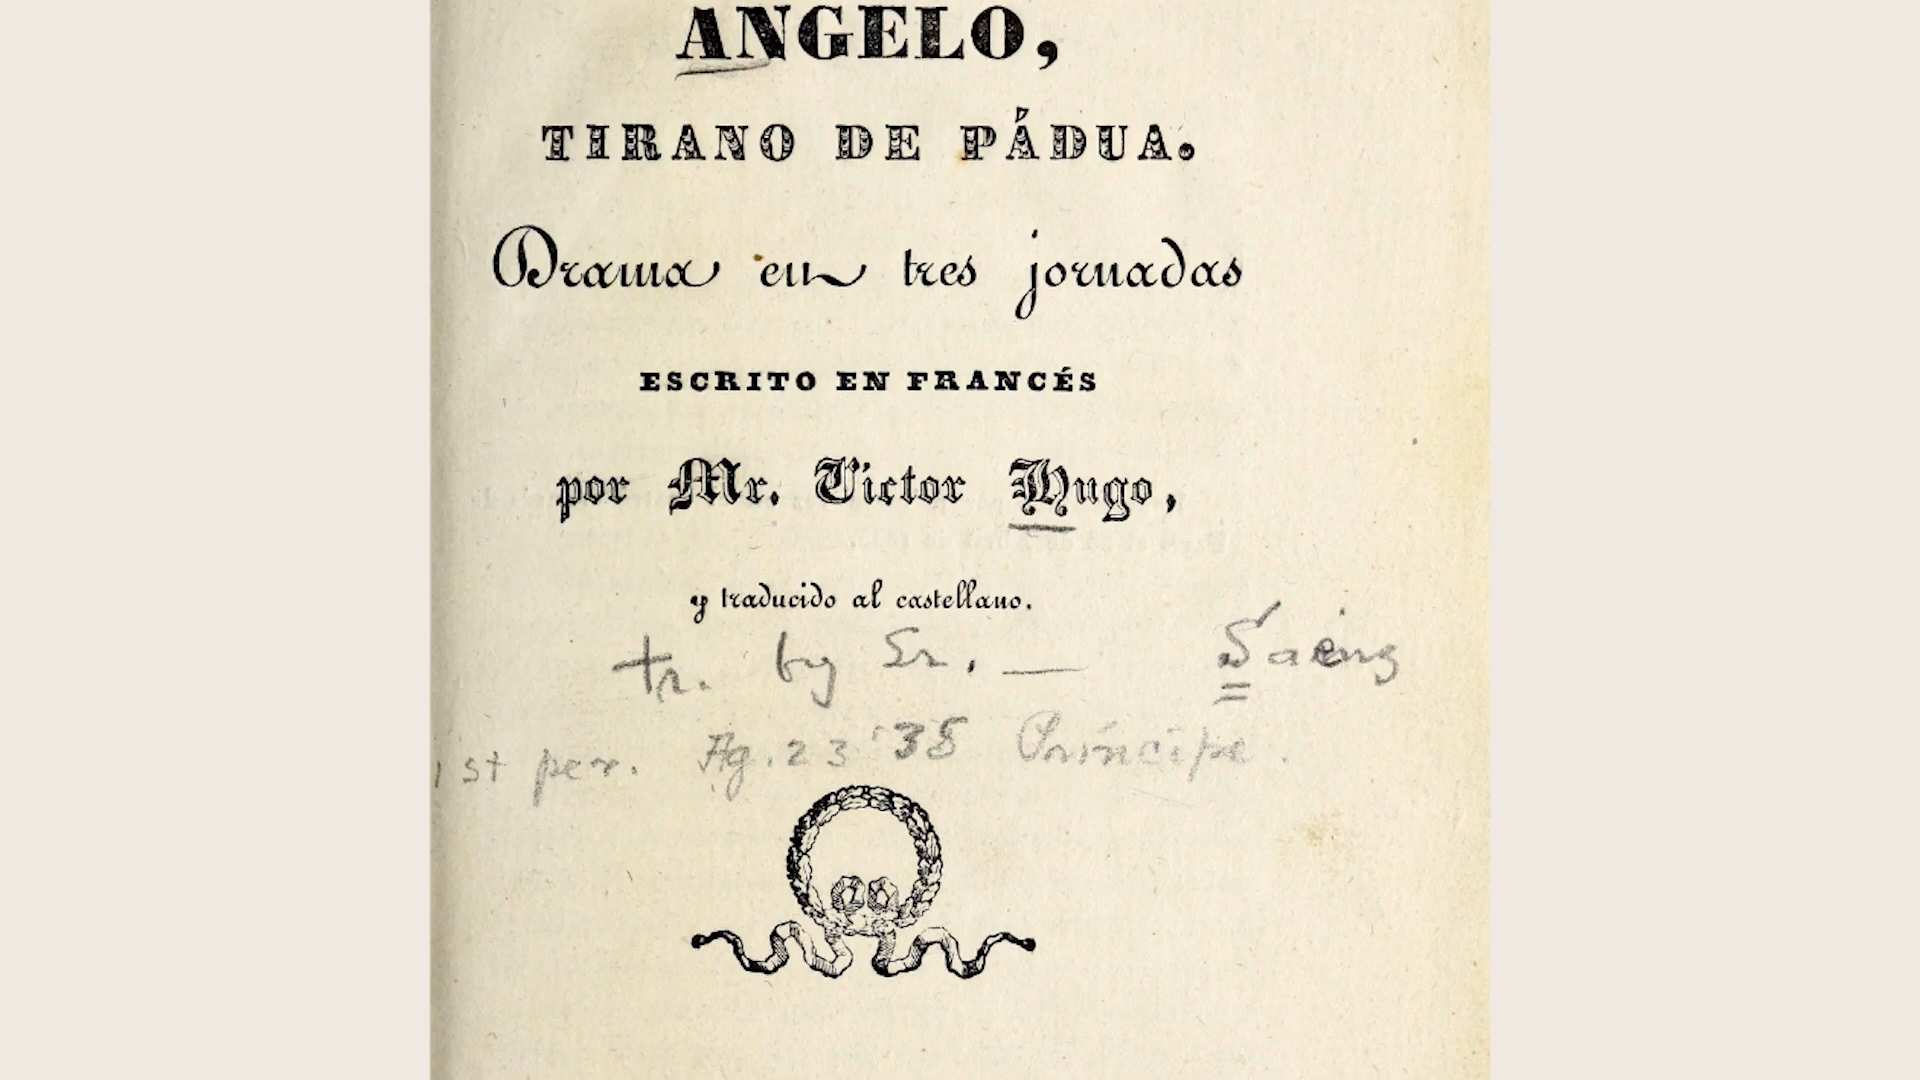 ANGELO,
TIRANO DE PÁDUA.
Drama en tres jornadas
ESCRITO EN FRANCÉS
por Mr. Victor Hugo,
y traducido al castellano.
tr. by Sr. — Saenz
1st per. Ag. 23 '35 Príncipe.